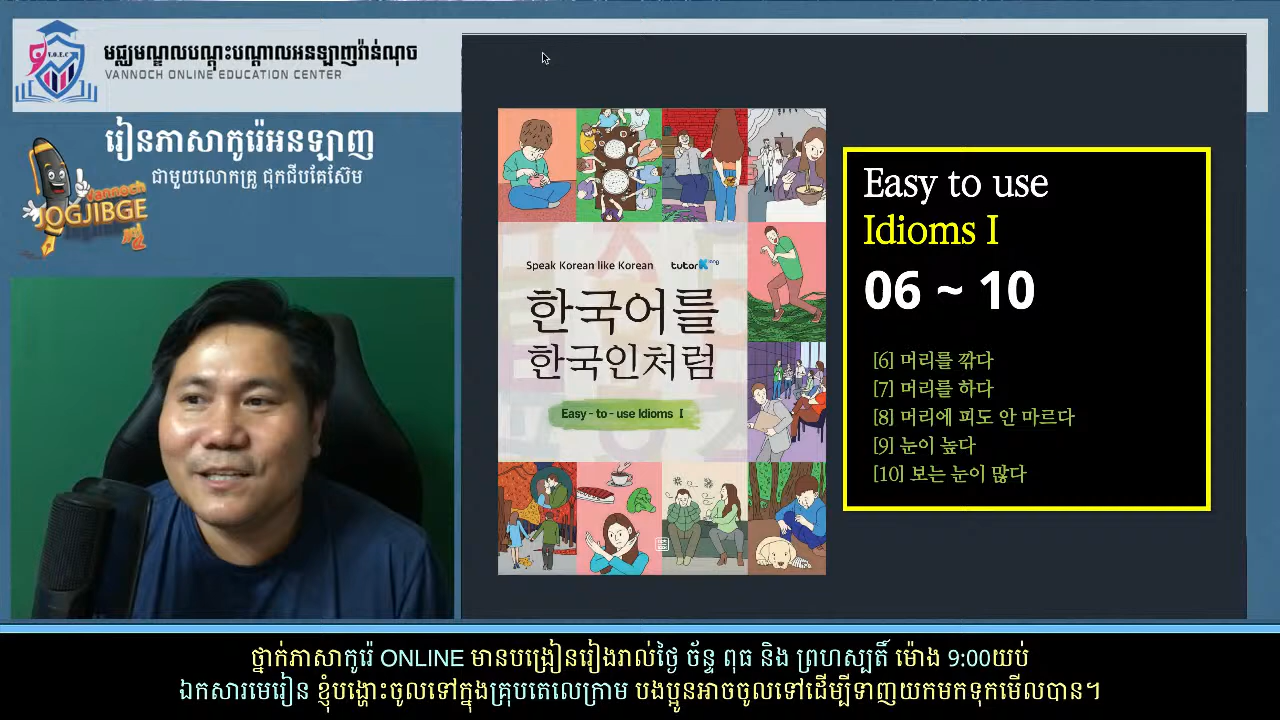 មជ្ឈមណ្ឌលបណ្តុះបណ្តាលអនឡាញវ៉ាន់ណុច
VANNOCH ONLINE EDUCATION CENTER
រៀនភាសាកូរ៉េអនឡាញ
ជាមួយលោកគ្រូ ជុកជីបគែស៊ែម
Vannoch
JOGJIBGE
Speak Korean like Korean
tutorK
한국어를
한국인처럼
Easy - to - use Idioms I
Easy to use
Idioms I
06 ~ 10
[6] 머리를 깎다
[7] 머리를 하다
[8] 머리에 피도 안 마르다
[9] 눈이 높다
[10] 보는 눈이 많다
ថ្នាក់ភាសាកូរ៉េ ONLINE មានបង្រៀនរៀងរាល់ថ្ងៃ ច័ន្ទ ពុធ និង ព្រហស្បតិ៍ ម៉ោង 9:00យប់
ឯកសារមេរៀន ខ្ញុំបង្ហោះចូលទៅក្នុងគ្រុបតេលេក្រាម បងប្អូនអាចចូលទៅដើម្បីទាញយកមកទុកមើលបាន។